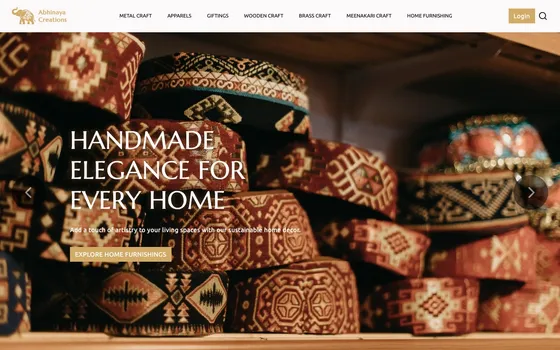 Abhinaya
Creations
METAL CRAFT
APPARELS
GIFTINGS
WOODEN CRAFT
BRASS CRAFT
MEENAKARI CRAFT
HOME FURNISHING
Login
HANDMADE
ELEGANCE FOR
EVERY HOME
Add a touch of artistry to your living spaces with our sustainable home decor.
EXPLORE HOME FURNISHINGS